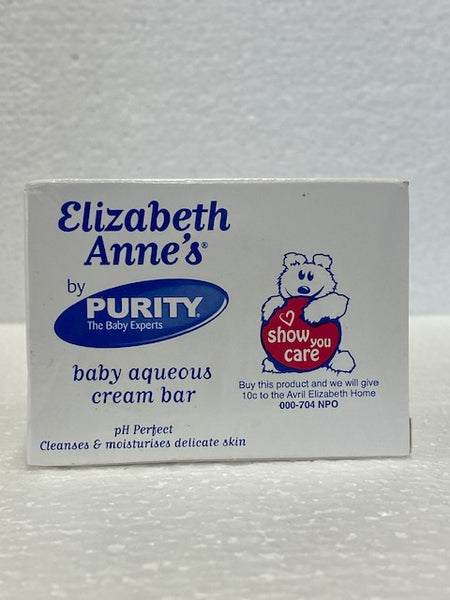 Elizabeth
Anne's®
by
PURITY®
The Baby Experts
baby aqueous
cream bar
pH Perfect
Cleanses & moisturises delicate skin
show you
care
Buy this product and we will give
10c to the Avril Elizabeth Home
000-704 NPO